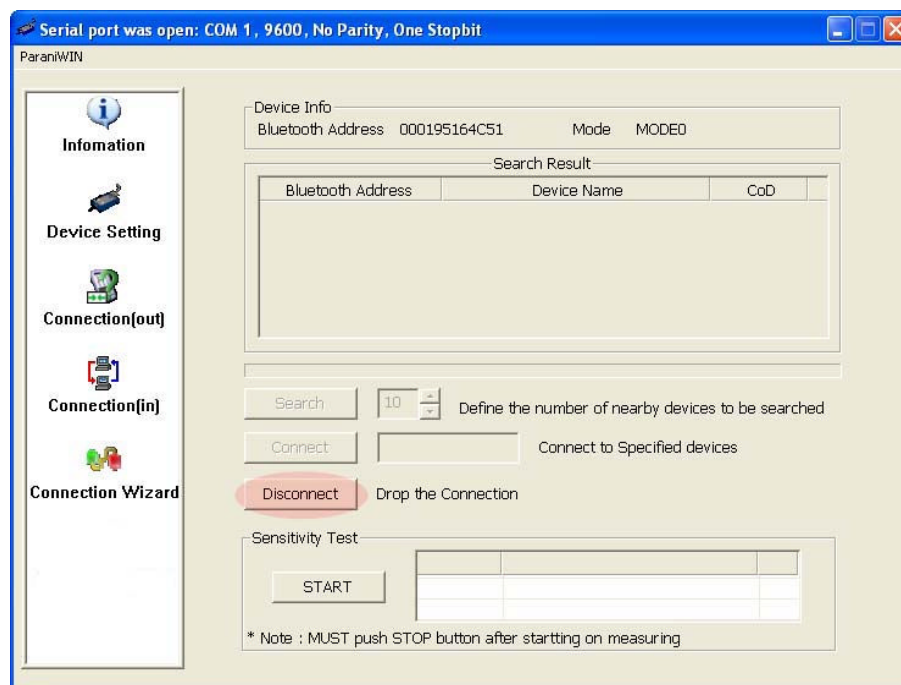 Serial port was open: COM 1, 9600, No Parity, One Stopbit
ParaniWIN
Infomation
Device Setting
Connection(out)
Connection(in)
Connection Wizard
Device Info
Bluetooth Address 000195164C51 Mode MODE0
Search Result
Bluetooth Address Device Name CoD
Search 10 Define the number of nearby devices to be searched
Connect Connect to Specified devices
Disconnect Drop the Connection
Sensitivity Test
START
* Note : MUST push STOP button after startting on measuring